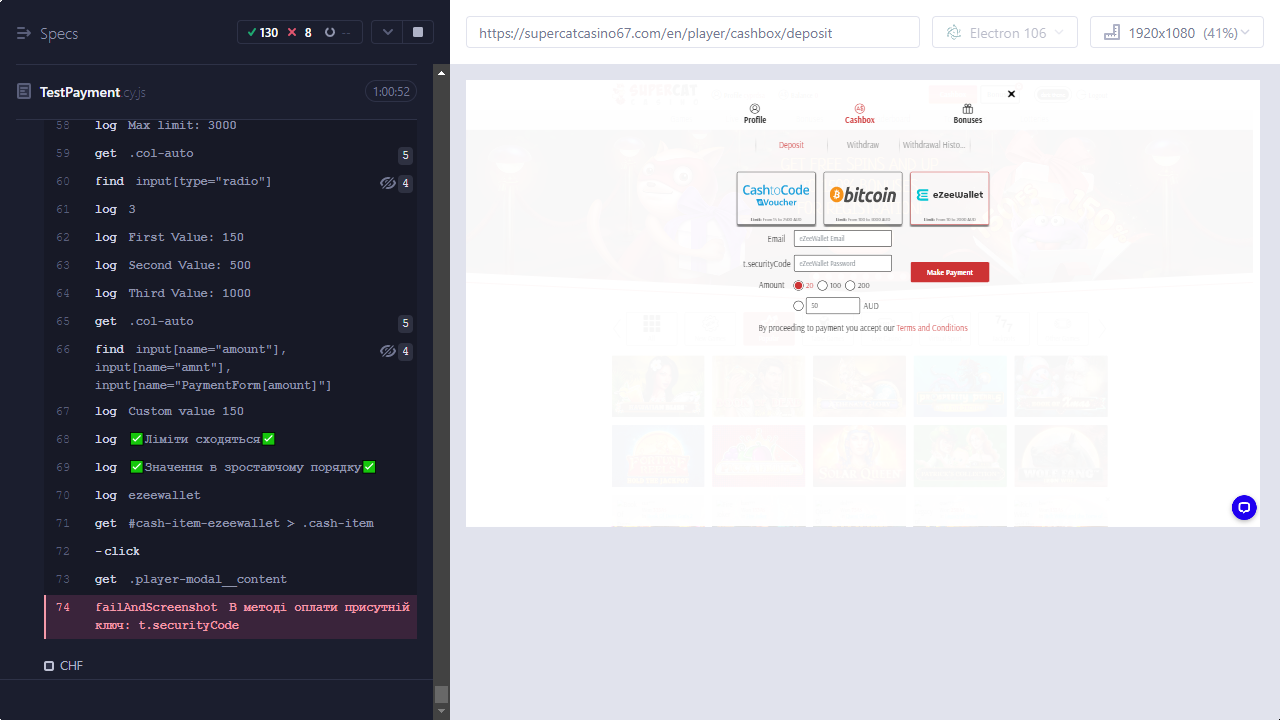 Specs
130
8
--
TestPayment.cy.js
1:00:52
58 log Max limit: 3000
59 get .col-auto 5
60 find input[type="radio"] 4
61 log 3
62 log First Value: 150
63 log Second Value: 500
64 log Third Value: 1000
65 get .col-auto 5
66 find input[name="amount"], 4
input[name="amnt"],
input[name="PaymentForm[amount]"]
67 log Custom value 150
68 log ✅Ліміти сходяться✅
69 log ✅Значення в зростаючому порядку✅
70 log ezeewallet
71 get #cash-item-ezeewallet > .cash-item
72 -click
73 get .player-modal__content
74 failAndScreenshot В методі оплати присутній
ключ: t.securityCode
CHF
https://supercatcasino67.com/en/player/cashbox/deposit
Electron 106
1920x1080 (41%)
Profile
Cashbox
Bonuses
Deposit
Withdraw
Withdrawal Histo...
CashtoCode
Voucher
bitcoin
eZeeWallet
Email
eZeeWallet Email
t.securityCode
eZeeWallet Password
Make Payment
Amount
20
100
200
50
AUD
By proceeding to payment you accept our Terms and Conditions